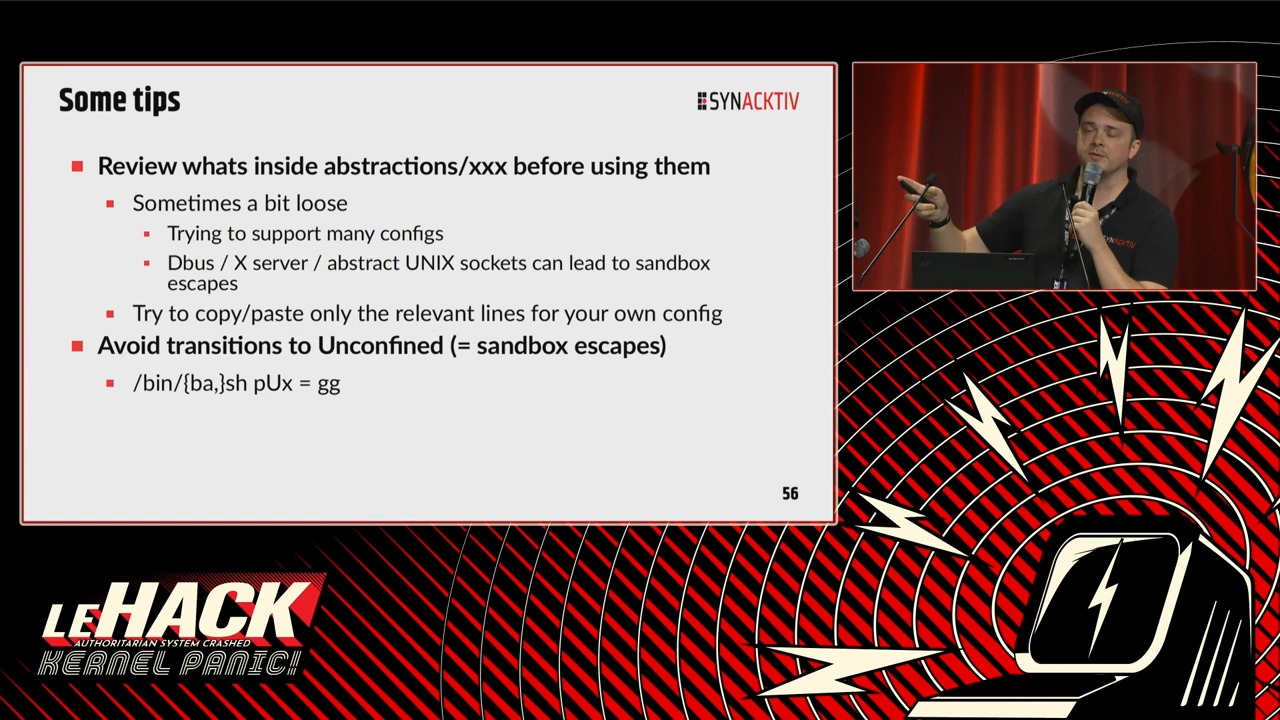 Some tips
SYNACKTIV
Review whats inside abstractions/xxx before using them
Sometimes a bit loose
Trying to support many configs
Dbus / X server / abstract UNIX sockets can lead to sandbox
escapes
Try to copy/paste only the relevant lines for your own config
Avoid transitions to Unconfined (= sandbox escapes)
/bin/{ba,}sh pUx = gg
56
SYNACKTIV
LEHACK
AUTHORITARIAN SYSTEM CRASHED
KERNEL PANIC!